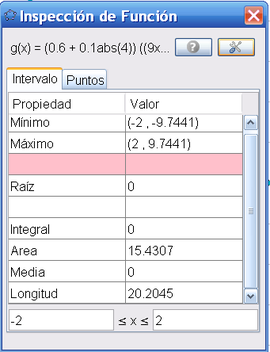 Inspección de Función
g(x) = (0.6 + 0.1abs(4)) ((9x...
Intervalo Puntos
Propiedad Valor
Mínimo (-2 , -9.7441)
Máximo (2 , 9.7441)
Raíz 0
Integral 0
Area 15.4307
Media 0
Longitud 20.2045
-2 ≤ x ≤ 2